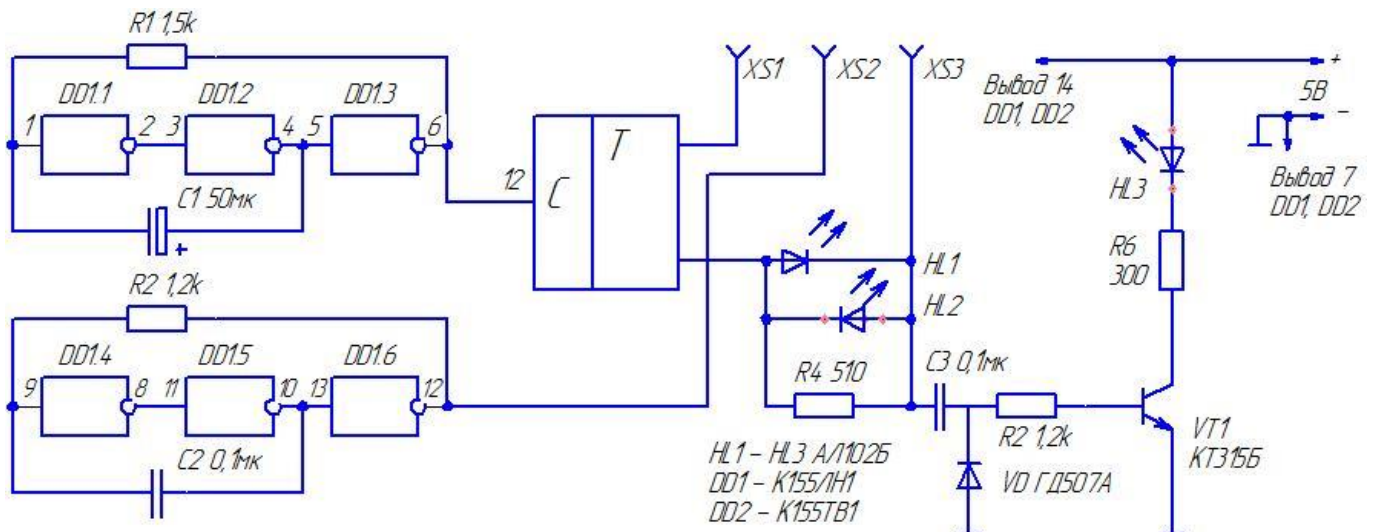 R1 1,5k
DD1.1
DD1.2
DD1.3
1
2
3
4
5
6
C1 50мк
+
R2 1,2k
DD1.4
DD1.5
DD1.6
9
8
11
10
13
12
C2 0,1мк
12
C
T
XS1
XS2
XS3
HL1
HL2
R4 510
C3 0,1мк
R2 1,2k
VD ГД507А
HL1 - HL3 АЛ102Б
DD1 - К155ЛН1
DD2 - К155ТВ1
Вывод 14
DD1, DD2
+
5В
-
Вывод 7
DD1, DD2
HL3
R6
300
VT1
КТ315Б